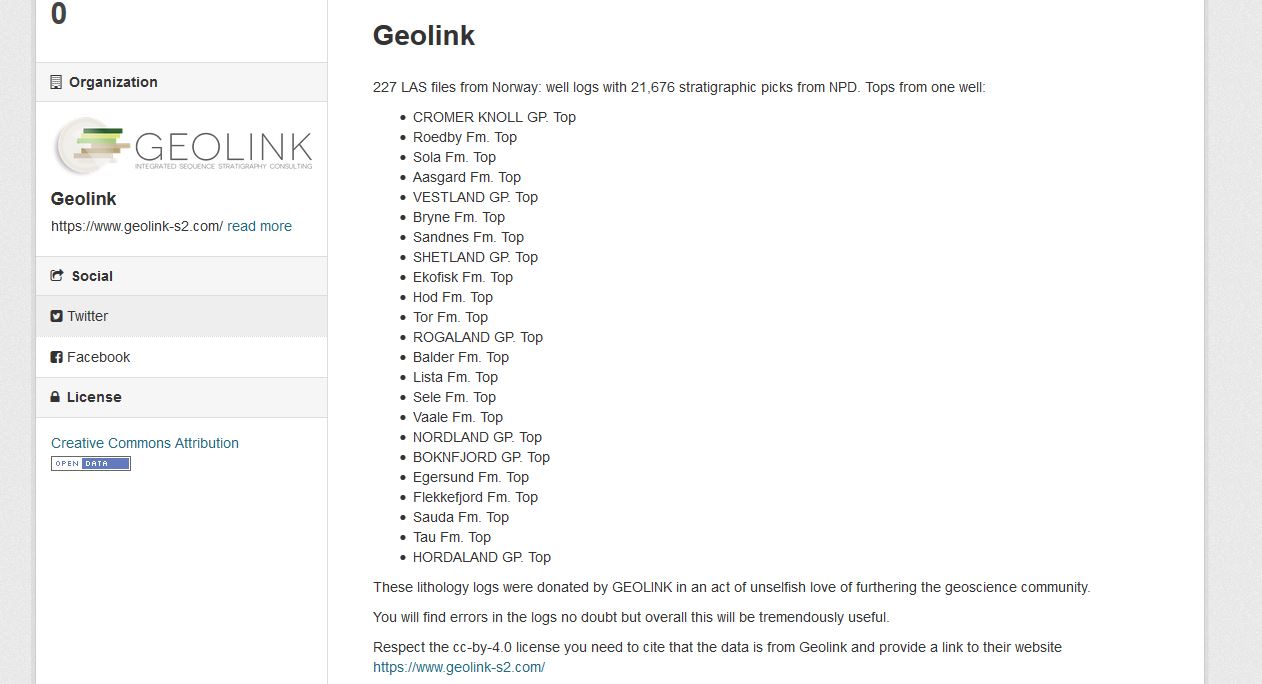 0
Organization
GEOLINK
INTEGRATED SEQUENCE STRATIGRAPHY CONSULTING
Geolink
https://www.geolink-s2.com/ read more
Social
Twitter
Facebook
License
Creative Commons Attribution
OPEN DATA
Geolink
227 LAS files from Norway: well logs with 21,676 stratigraphic picks from NPD. Tops from one well:
• CROMER KNOLL GP. Top
• Roedby Fm. Top
• Sola Fm. Top
• Aasgard Fm. Top
• VESTLAND GP. Top
• Bryne Fm. Top
• Sandnes Fm. Top
• SHETLAND GP. Top
• Ekofisk Fm. Top
• Hod Fm. Top
• Tor Fm. Top
• ROGALAND GP. Top
• Balder Fm. Top
• Lista Fm. Top
• Sele Fm. Top
• Vaale Fm. Top
• NORDLAND GP. Top
• BOKNFJORD GP. Top
• Egersund Fm. Top
• Flekkefjord Fm. Top
• Sauda Fm. Top
• Tau Fm. Top
• HORDALAND GP. Top
These lithology logs were donated by GEOLINK in an act of unselfish love of furthering the geoscience community.
You will find errors in the logs no doubt but overall this will be tremendously useful.
Respect the cc-by-4.0 license you need to cite that the data is from Geolink and provide a link to their website
https://www.geolink-s2.com/